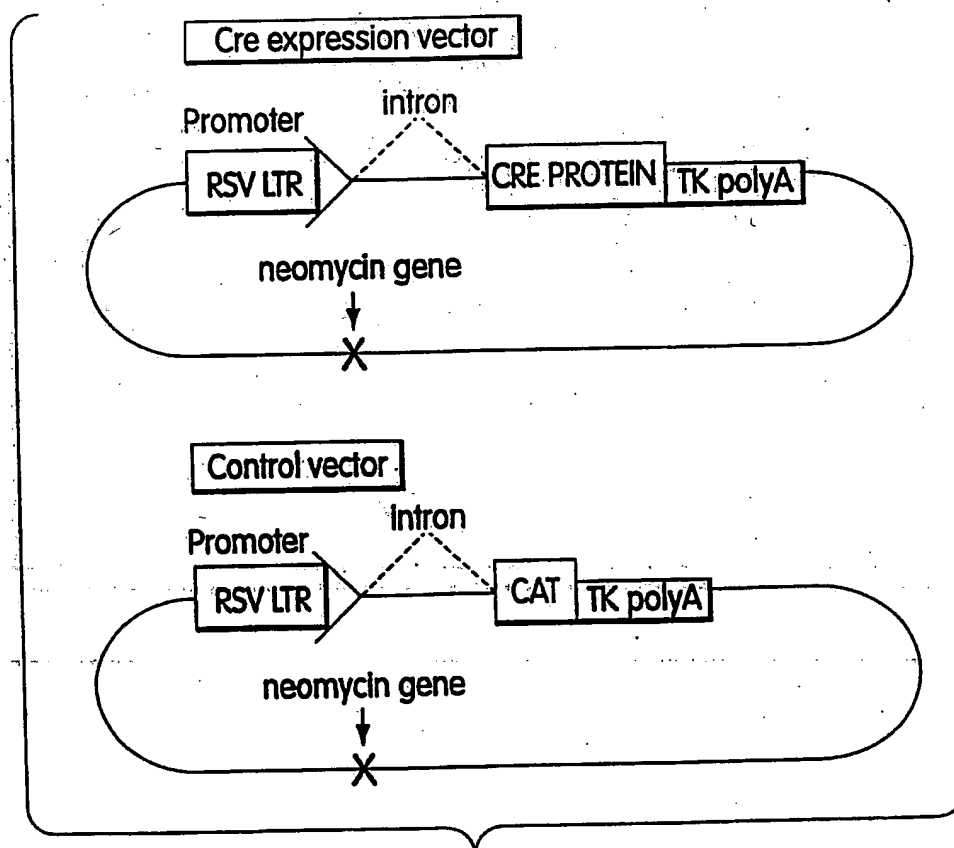 Cre expression vector
intron
Promoter
RSV LTR
CRE PROTEIN
TK polyA
neomycin gene
X
Control vector
intron
Promoter
RSV LTR
CAT
TK polyA
neomycin gene
X